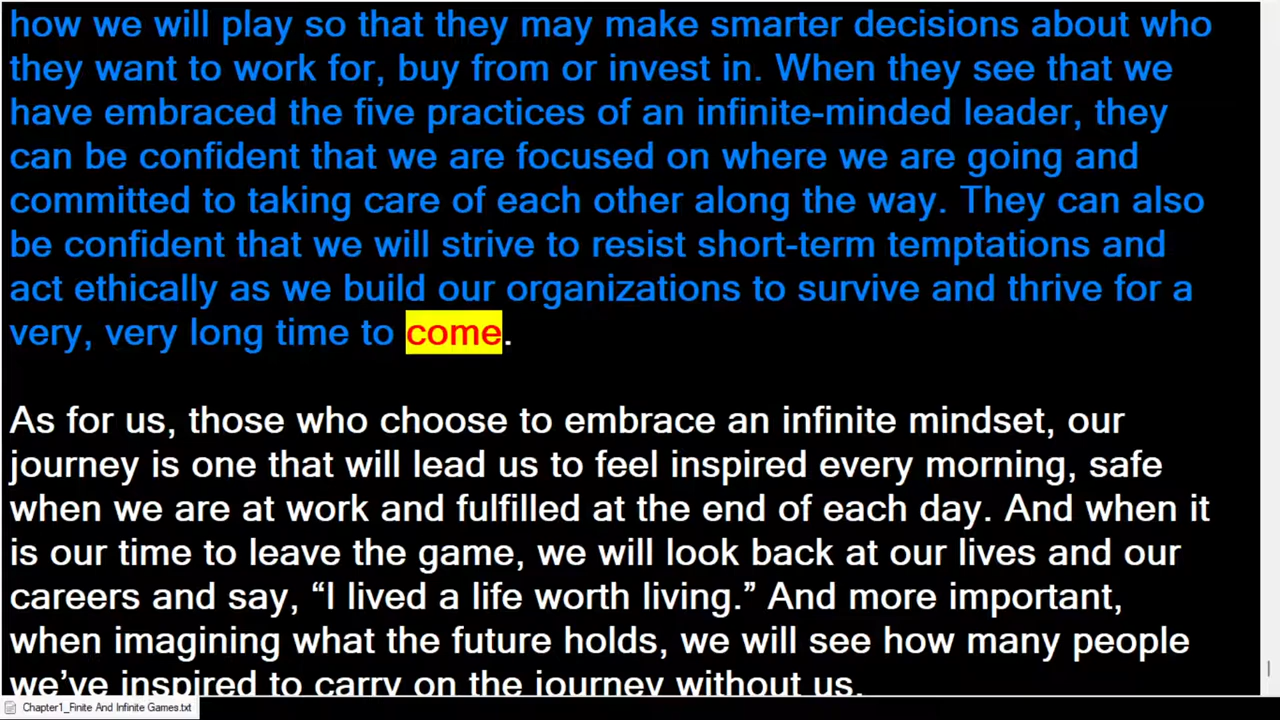 how we will play so that they may make smarter decisions about who
they want to work for, buy from or invest in. When they see that we
have embraced the five practices of an infinite-minded leader, they
can be confident that we are focused on where we are going and
committed to taking care of each other along the way. They can also
be confident that we will strive to resist short-term temptations and
act ethically as we build our organizations to survive and thrive for a
very, very long time to come.
As for us, those who choose to embrace an infinite mindset, our
journey is one that will lead us to feel inspired every morning, safe
when we are at work and fulfilled at the end of each day. And when it
is our time to leave the game, we will look back at our lives and our
careers and say, “I lived a life worth living.” And more important,
when imagining what the future holds, we will see how many people
we’ve inspired to carry on the journey without us.
Chapter1_Finite And Infinite Games.txt